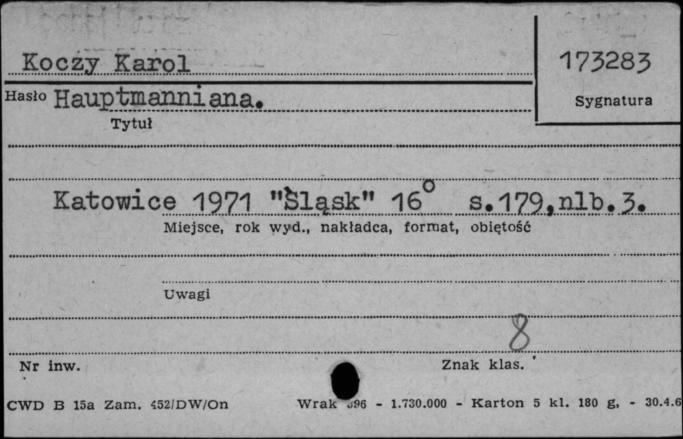 Koczy Karol
173283
Hasło Hauptmanniana.
Sygnatura
Tytuł
Katowice 1971 "Śląsk" 16° s.179,nlb.3.
Miejsce, rok wyd., nakładca, format, objętość
Uwagi
8
Nr inw. Znak klas.
CWD B 15a Zam. 452/DW/On Wrak 396 - 1.730.000 - Karton 5 kl. 180 g, - 30.4.6